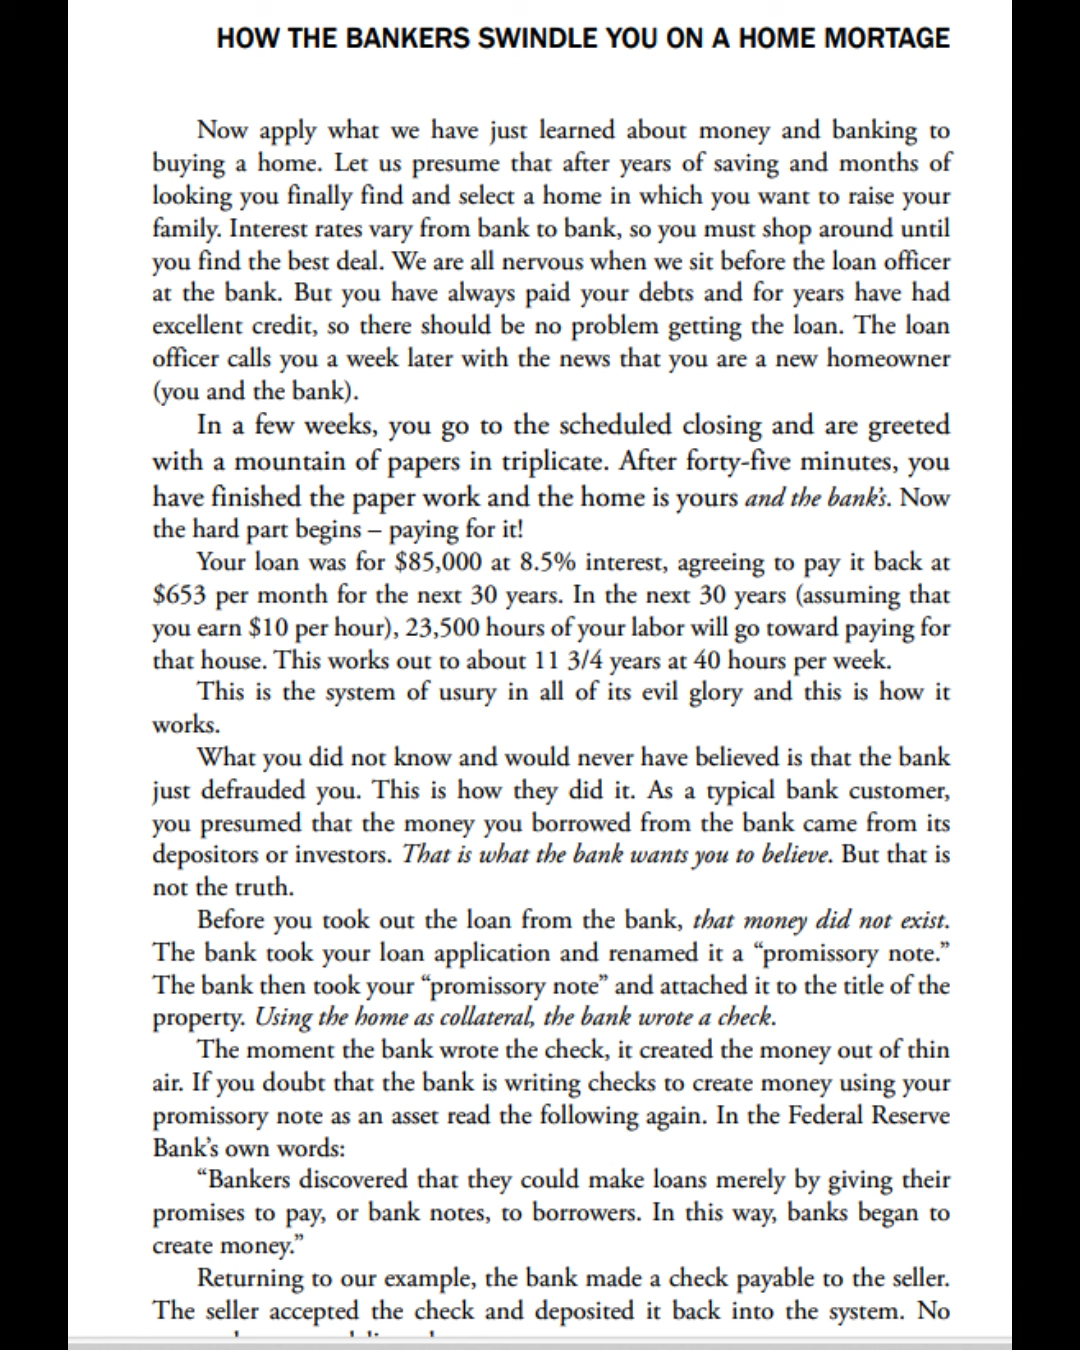 HOW THE BANKERS SWINDLE YOU ON A HOME MORTAGE
Now apply what we have just learned about money and banking to
buying a home. Let us presume that after years of saving and months of
looking you finally find and select a home in which you want to raise your
family. Interest rates vary from bank to bank, so you must shop around until
you find the best deal. We are all nervous when we sit before the loan officer
at the bank. But you have always paid your debts and for years have had
excellent credit, so there should be no problem getting the loan. The loan
officer calls you a week later with the news that you are a new homeowner
(you and the bank).
In a few weeks, you go to the scheduled closing and are greeted
with a mountain of papers in triplicate. After forty-five minutes, you
have finished the paper work and the home is yours and the bank's. Now
the hard part begins – paying for it!
Your loan was for $85,000 at 8.5% interest, agreeing to pay it back at
$653 per month for the next 30 years. In the next 30 years (assuming that
you earn $10 per hour), 23,500 hours of your labor will go toward paying for
that house. This works out to about 11 3/4 years at 40 hours per week.
This is the system of usury in all of its evil glory and this is how it
works.
What you did not know and would never have believed is that the bank
just defrauded you. This is how they did it. As a typical bank customer,
you presumed that the money you borrowed from the bank came from its
depositors or investors. That is what the bank wants you to believe. But that is
not the truth.
Before you took out the loan from the bank, that money did not exist.
The bank took your loan application and renamed it a “promissory note.”
The bank then took your “promissory note” and attached it to the title of the
property. Using the home as collateral, the bank wrote a check.
The moment the bank wrote the check, it created the money out of thin
air. If you doubt that the bank is writing checks to create money using your
promissory note as an asset read the following again. In the Federal Reserve
Bank’s own words:
“Bankers discovered that they could make loans merely by giving their
promises to pay, or bank notes, to borrowers. In this way, banks began to
create money.”
Returning to our example, the bank made a check payable to the seller.
The seller accepted the check and deposited it back into the system. No